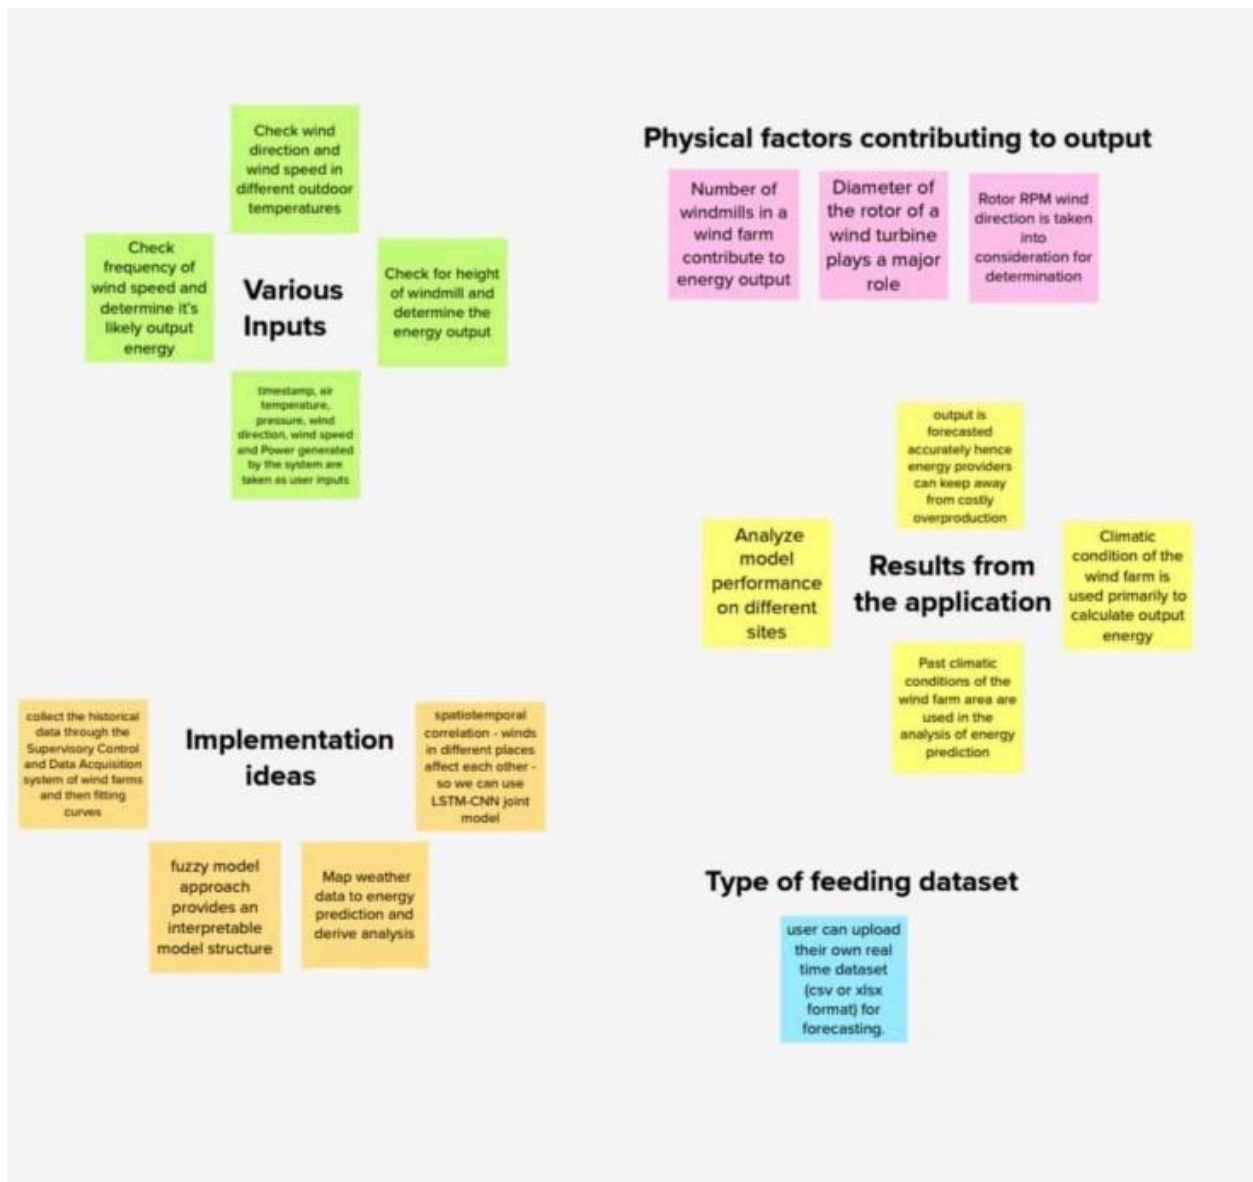 Check wind
direction and
wind speed in
different outdoor
temperatures
Check
frequency of
wind speed and
determine it's
likely output
energy
Various
Inputs
Check for height
of windmill and
determine the
energy output
timestamp, air
temperature,
pressure, wind
direction, wind speed
and Power generated
by the system are
taken as user inputs
Physical factors contributing to output
Number of
windmills in a
wind farm
contribute to
energy output
Diameter of
the rotor of a
wind turbine
plays a major
role
Rotor RPM wind
direction is taken
into
consideration for
determination
output is
forecasted
accurately hence
energy providers
can keep away
from costly
overproduction
Analyze
model
performance
on different
sites
Results from
the application
Climatic
condition of the
wind farm is
used primarily to
calculate output
energy
Past climatic
conditions of the
wind farm area are
used in the
analysis of energy
prediction
collect the historical
data through the
Supervisory Control
and Data Acquisition
system of wind farms
and then fitting
curves
Implementation
ideas
spatiotemporal
correlation - winds
in different places
affect each other -
so we can use
LSTM-CNN joint
model
fuzzy model
approach
provides an
interpretable
model structure
Map weather
data to energy
prediction and
derive analysis
Type of feeding dataset
user can upload
their own real
time dataset
(csv or xlsx
format) for
forecasting.